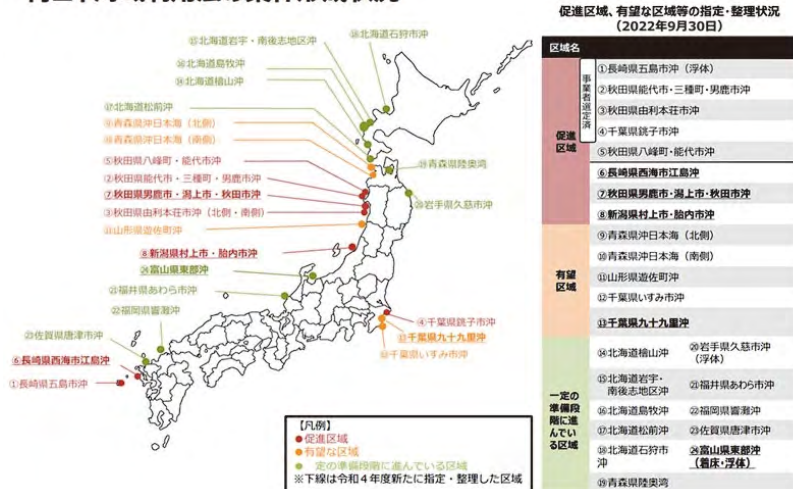 促進区域、有望な区域等の指定・整理状況
（2022年9月30日）
⑮北海道岩宇・南後志地区沖
⑱北海道石狩市沖
⑯北海道島牧沖
⑭北海道檜山沖
⑰北海道松前沖
⑨青森県沖日本海（北側）
⑩青森県沖日本海（南側）
⑤秋田県八峰町・能代市沖
②秋田県能代市・三種町・男鹿市沖
⑦秋田県男鹿市・潟上市・秋田市沖
③秋田県由利本荘市沖（北側・南側）
⑪山形県遊佐町沖
⑧新潟県村上市・胎内市沖
㉔富山県東部沖
㉑福井県あわら市沖
㉒福岡県響灘沖
㉓佐賀県唐津市沖
⑥長崎県西海市江島沖
①長崎県五島市沖
⑲青森県陸奥湾
⑳岩手県久慈市沖
④千葉県銚子市沖
⑬千葉県九十九里沖
⑫千葉県いすみ市沖
【凡例】
促進区域
有望な区域
一定の準備段階に進んでいる区域
※下線は令和4年度新たに指定・整理した区域
区域名
促進区域
事業者選定済
①長崎県五島市沖（浮体）
②秋田県能代市・三種町・男鹿市沖
③秋田県由利本荘市沖
④千葉県銚子市沖
⑤秋田県八峰町・能代市沖
⑥長崎県西海市江島沖
⑦秋田県男鹿市・潟上市・秋田市沖
⑧新潟県村上市・胎内市沖
有望区域
⑨青森県沖日本海（北側）
⑩青森県沖日本海（南側）
⑪山形県遊佐町沖
⑫千葉県いすみ市沖
⑬千葉県九十九里沖
一定の準備段階に進んでいる区域
⑭北海道檜山沖
⑳岩手県久慈市沖
（浮体）
⑮北海道岩宇・
南後志地区沖
㉑福井県あわら市沖
⑯北海道島牧沖
㉒福岡県響灘沖
⑰北海道松前沖
㉓佐賀県唐津市沖
⑱北海道石狩市
沖
㉔富山県東部沖
（着床・浮体）
⑲青森県陸奥湾